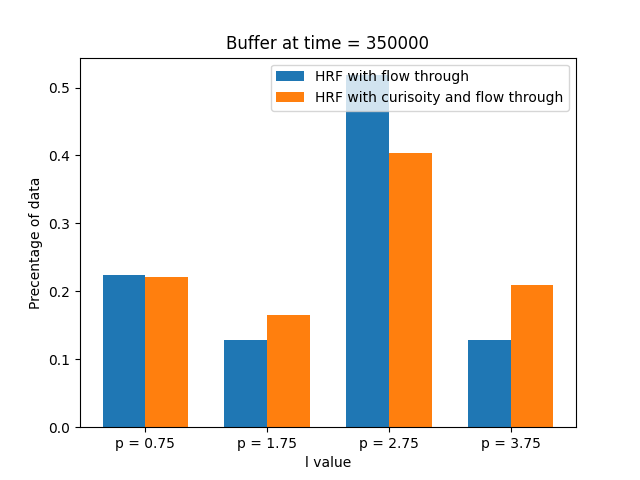 Buffer at time = 350000
HRF with flow through
HRF with curisoity and flow through
Precentage of data
0.5
0.4
0.3
0.2
0.1
0.0
p = 0.75
p = 1.75
p = 2.75
p = 3.75
l value